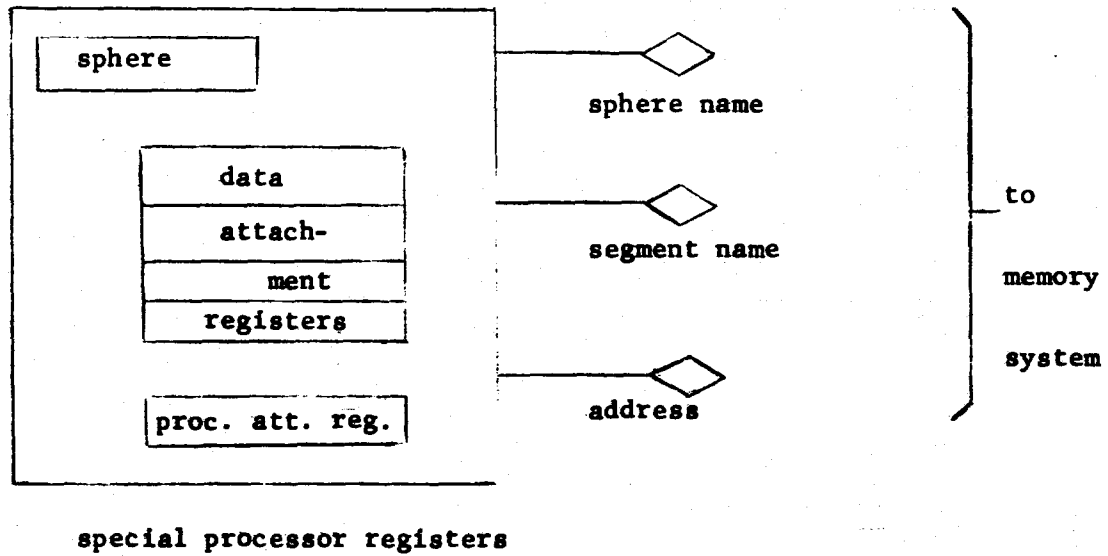 sphere
data
attach-
ment
registers
proc. att. reg.
sphere name
segment name
address
to
memory
system
special processor registers